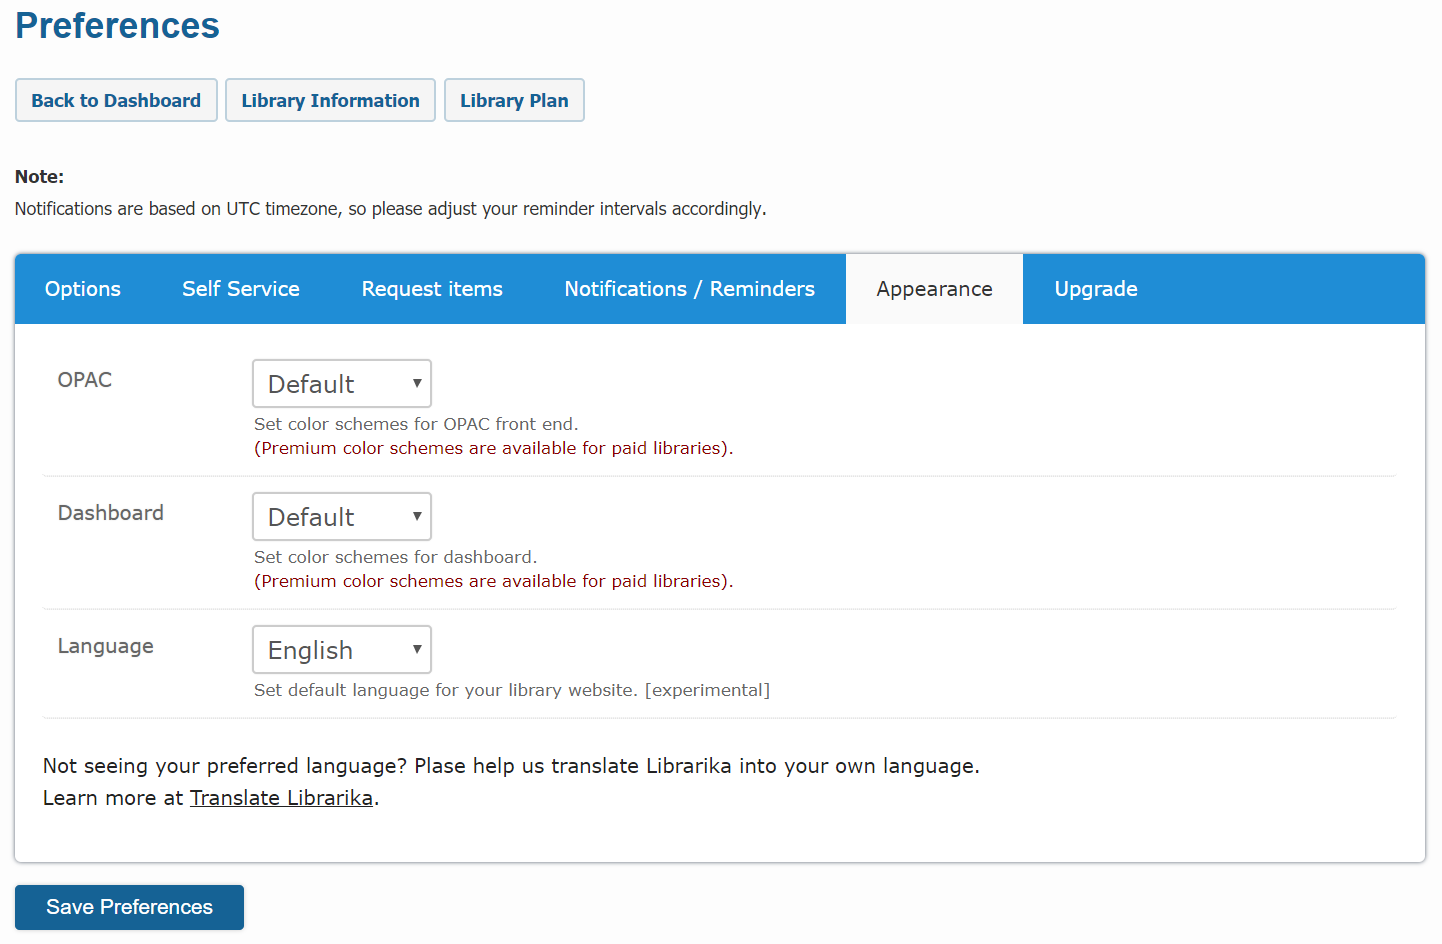 Preferences
Back to Dashboard Library Information Library Plan
Note:
Notifications are based on UTC timezone, so please adjust your reminder intervals accordingly.
Options Self Service Request items Notifications / Reminders Appearance Upgrade
OPAC Default
Set color schemes for OPAC front end.
(Premium color schemes are available for paid libraries).
Dashboard Default
Set color schemes for dashboard.
(Premium color schemes are available for paid libraries).
Language English
Set default language for your library website. [experimental]
Not seeing your preferred language? Plase help us translate Librarika into your own language.
Learn more at Translate Librarika.
Save Preferences